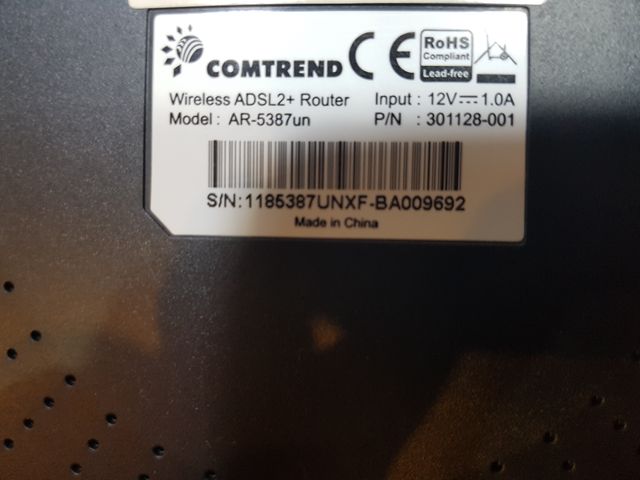 COMTREND CE RoHS Compliant Lead-free
Wireless ADSL2+ Router Input : 12V⎓1.0A
Model : AR-5387un P/N : 301128-001
S/N:1185387UNXF-BA009692
Made in China